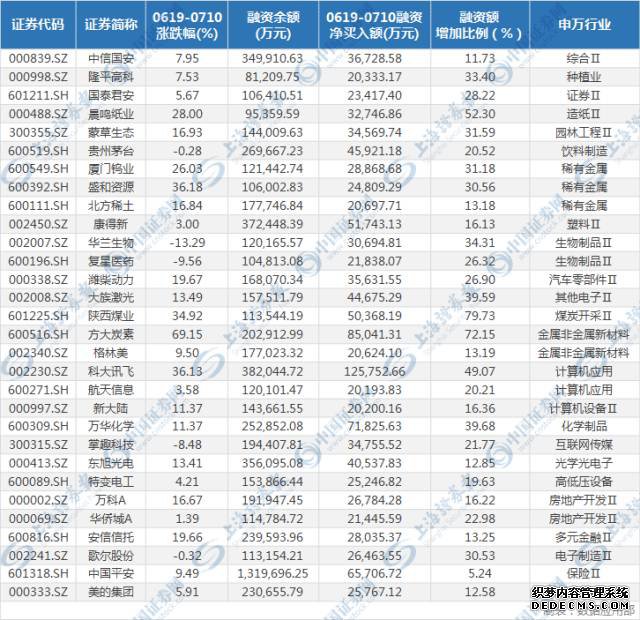 证券代码 证券简称 0619-0710涨跌幅(%) 融资余额(万元) 0619-0710融资净买入额(万元) 融资额增加比例（%） 申万行业
000839.SZ 中信国安 7.95 349,910.63 36,728.58 11.73 综合Ⅱ
000998.SZ 隆平高科 7.53 81,209.75 20,333.17 33.40 种植业
601211.SH 国泰君安 5.67 106,410.51 23,417.40 28.22 证券Ⅱ
000488.SZ 晨鸣纸业 28.00 95,359.59 32,746.86 52.30 造纸Ⅱ
300355.SZ 蒙草生态 16.93 144,009.63 34,569.74 31.59 园林工程Ⅱ
600519.SH 贵州茅台 -0.28 269,667.23 45,921.18 20.52 饮料制造
600549.SH 厦门钨业 26.03 121,442.74 28,868.68 31.18 稀有金属
600392.SH 盛和资源 36.18 106,002.83 24,809.29 30.56 稀有金属
600111.SH 北方稀土 16.84 177,746.84 20,697.71 13.18 稀有金属
002450.SZ 康得新 3.00 372,448.39 51,743.13 16.13 塑料Ⅱ
002007.SZ 华兰生物 -13.29 120,165.57 30,694.81 34.31 生物制品Ⅱ
600196.SH 复星医药 -9.56 104,813.08 21,838.07 26.32 生物制品Ⅱ
000338.SZ 潍柴动力 19.67 168,070.34 35,631.55 26.90 汽车零部件Ⅱ
002008.SZ 大族激光 13.49 157,511.79 44,675.29 39.59 其他电子Ⅱ
601225.SH 陕西煤业 34.92 113,544.19 50,368.19 79.73 煤炭开采Ⅱ
600516.SH 方大炭素 69.15 202,912.99 85,041.31 72.15 金属非金属新材料
002340.SZ 格林美 9.50 177,023.32 20,624.10 13.19 金属非金属新材料
002230.SZ 科大讯飞 36.13 382,044.72 125,752.66 49.07 计算机应用
600271.SH 航天信息 3.58 120,101.47 20,193.83 20.21 计算机应用
000997.SZ 新大陆 11.37 143,661.55 20,200.16 16.36 计算机设备Ⅱ
600309.SH 万华化学 11.37 252,852.08 71,825.63 39.68 化学制品
300315.SZ 掌趣科技 -8.48 194,407.81 34,755.52 21.77 互联网传媒
000413.SZ 东旭光电 13.41 356,095.08 40,537.83 12.85 光学光电子
600089.SH 特变电工 4.21 153,866.44 25,246.82 19.63 高低压设备
000002.SZ 万科A 16.67 191,947.45 26,784.28 16.22 房地产开发Ⅱ
000069.SZ 华侨城A 1.39 114,784.72 21,445.59 22.98 房地产开发Ⅱ
600816.SH 安信信托 19.66 239,593.96 28,035.37 13.25 多元金融Ⅱ
002241.SZ 歌尔股份 -0.32 113,154.21 26,463.55 30.53 电子制造Ⅱ
601318.SH 中国平安 9.49 1,319,696.25 65,706.72 5.24 保险Ⅱ
000333.SZ 美的集团 5.91 230,655.79 25,767.12 12.58
织梦内容管理系统
DEDECMS.COM